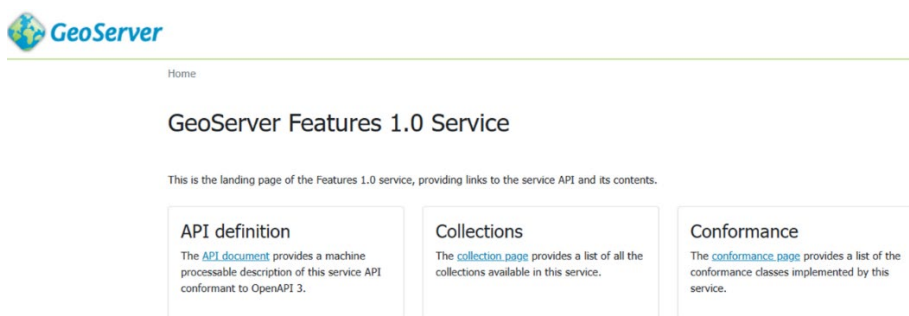 GeoServer
Home
GeoServer Features 1.0 Service
This is the landing page of the Features 1.0 service, providing links to the service API and its contents.
API definition
The API document provides a machine
processable description of this service API
conformant to OpenAPI 3.
Collections
The collection page provides a list of all the
collections available in this service.
Conformance
The conformance page provides a list of the
conformance classes implemented by this
service.